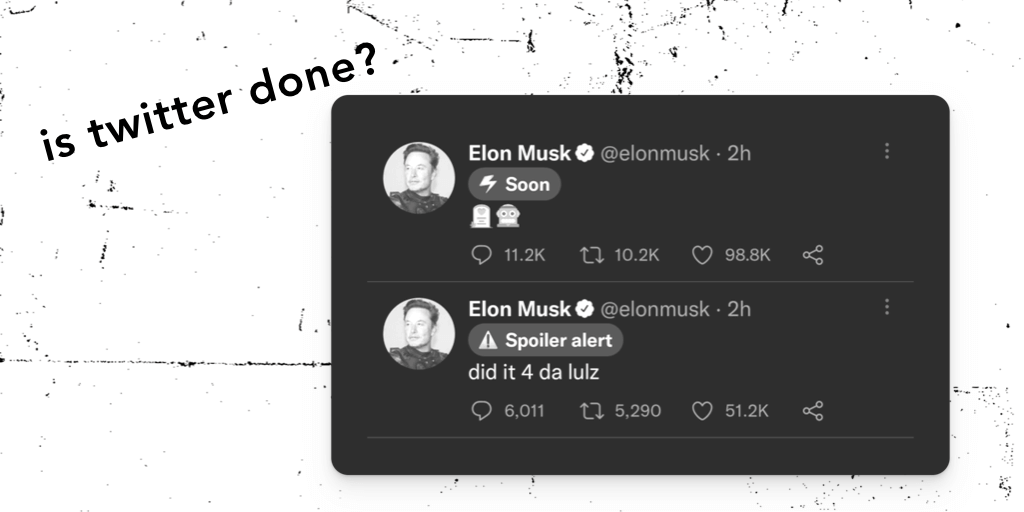 is twitter done?
Elon Musk @elonmusk · 2h
Soon
🪦🤖
11.2K 10.2K 98.8K
Elon Musk @elonmusk · 2h
Spoiler alert
did it 4 da lulz
6,011 5,290 51.2K